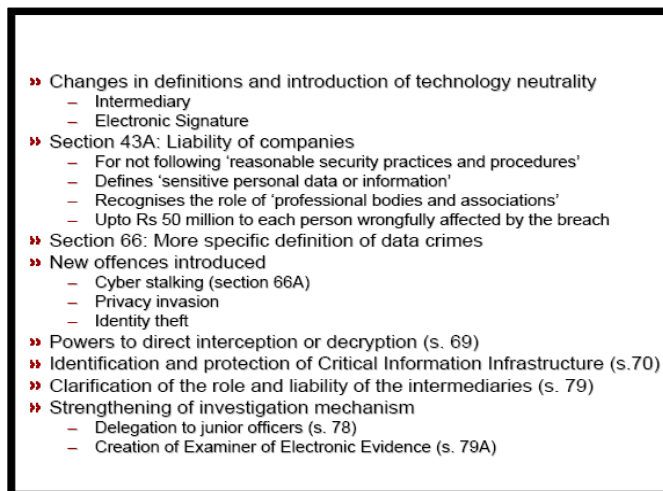 » Changes in definitions and introduction of technology neutrality
– Intermediary
– Electronic Signature
» Section 43A: Liability of companies
– For not following ‘reasonable security practices and procedures’
– Defines ‘sensitive personal data or information’
– Recognises the role of ‘professional bodies and associations’
– Upto Rs 50 million to each person wrongfully affected by the breach
» Section 66: More specific definition of data crimes
» New offences introduced
– Cyber stalking (section 66A)
– Privacy invasion
– Identity theft
» Powers to direct interception or decryption (s. 69)
» Identification and protection of Critical Information Infrastructure (s.70)
» Clarification of the role and liability of the intermediaries (s. 79)
» Strengthening of investigation mechanism
– Delegation to junior officers (s. 78)
– Creation of Examiner of Electronic Evidence (s. 79A)